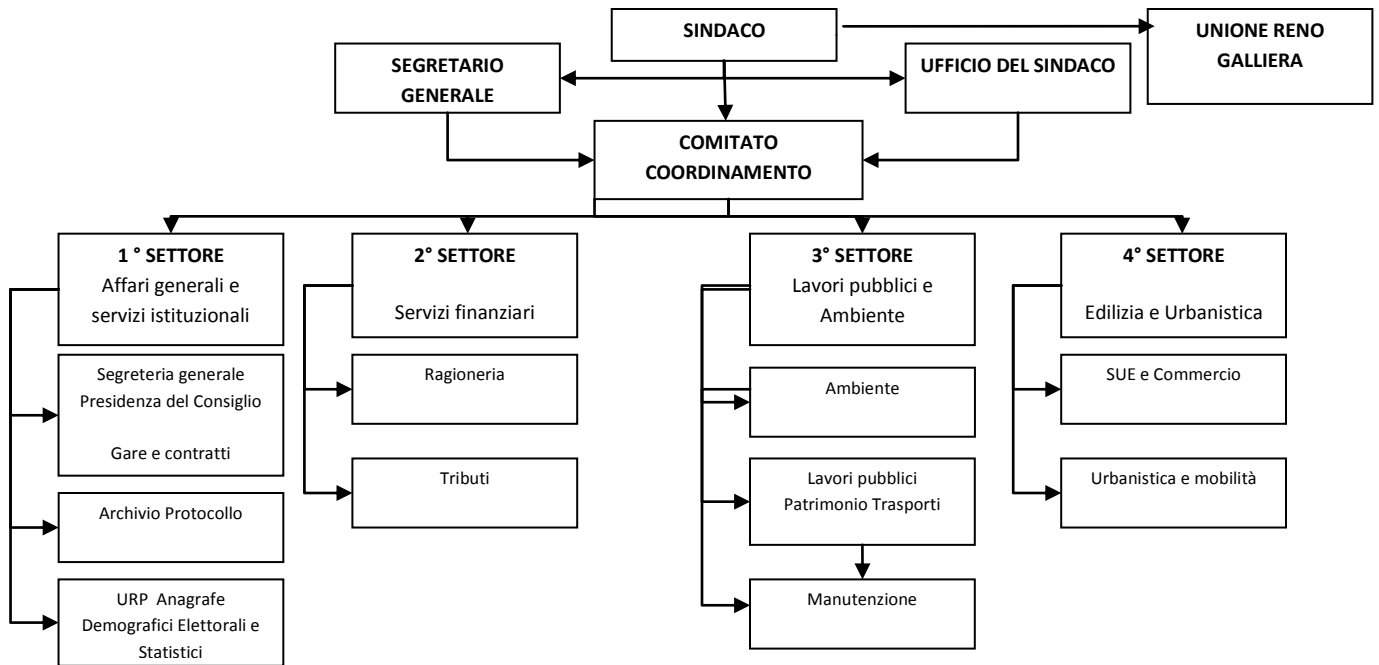 SINDACO
UNIONE RENO
GALLIERA
SEGRETARIO
GENERALE
UFFICIO DEL SINDACO
COMITATO
COORDINAMENTO
1 ° SETTORE
Affari generali e
servizi istituzionali
2° SETTORE
Servizi finanziari
3° SETTORE
Lavori pubblici e
Ambiente
4° SETTORE
Edilizia e Urbanistica
Segreteria generale
Presidenza del Consiglio
Gare e contratti
Ragioneria
Ambiente
SUE e Commercio
Archivio Protocollo
Tributi
Lavori pubblici
Patrimonio Trasporti
Urbanistica e mobilità
URP Anagrafe
Demografici Elettorali e
Statistici
Manutenzione